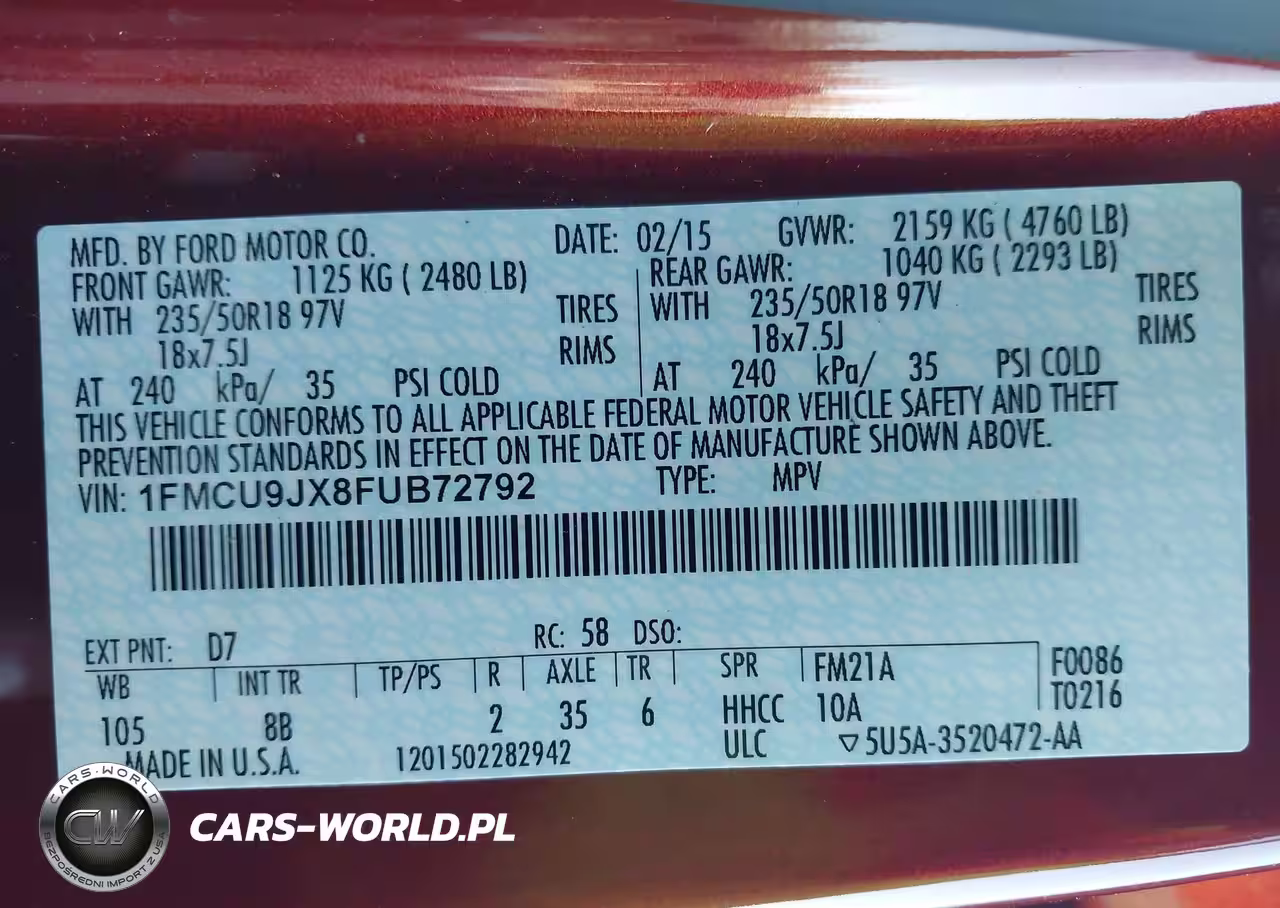 MFD. BY FORD MOTOR CO. DATE: 02/15 GVWR: 2159 KG ( 4760 LB)
FRONT GAWR: 1125 KG ( 2480 LB) REAR GAWR: 1040 KG ( 2293 LB)
WITH 235/50R18 97V TIRES WITH 235/50R18 97V TIRES
18x7.5J RIMS 18x7.5J RIMS
AT 240 kPa/ 35 PSI COLD AT 240 kPa/ 35 PSI COLD
THIS VEHICLE CONFORMS TO ALL APPLICABLE FEDERAL MOTOR VEHICLE SAFETY AND THEFT
PREVENTION STANDARDS IN EFFECT ON THE DATE OF MANUFACTURE SHOWN ABOVE.
VIN: 1FMCU9JX8FUB72792 TYPE: MPV
EXT PNT: D7 RC: 58 DSO:
WB INT TR TP/PS R AXLE TR SPR FM21A F0086
105 8B 2 35 6 HHCC 10A T0216
MADE IN U.S.A. 1201502282942 ULC ▽5U5A-3520472-AA
CARS-WORLD
CW
BEZPOŚREDNI IMPORT Z USA
CARS-WORLD.PL